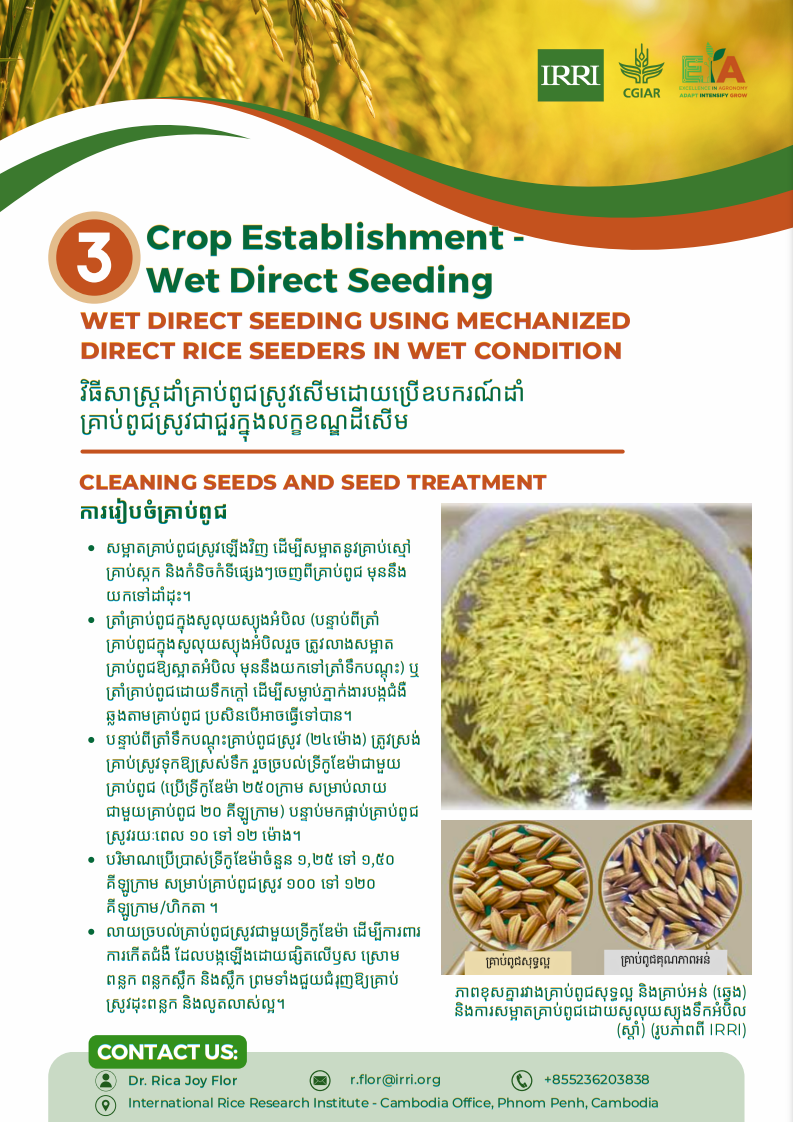 IRRI
CGIAR
EiA
EXCELLENCE IN AGRONOMY
ADAPT INTENSIFY GROW
3
Crop Establishment -
Wet Direct Seeding
WET DIRECT SEEDING USING MECHANIZED
DIRECT RICE SEEDERS IN WET CONDITION
វិធីសាស្ត្រដាំគ្រាប់ពូជស្រូវសើមដោយប្រើឧបករណ៍ដាំ
គ្រាប់ពូជស្រូវជាជួរក្នុងលក្ខខណ្ឌដីសើម
CLEANING SEEDS AND SEED TREATMENT
ការរៀបចំគ្រាប់ពូជ
• សម្អាតគ្រាប់ពូជស្រូវឡើងវិញ ដើម្បីសម្អាតនូវគ្រាប់ស្មៅ
គ្រាប់ស្កក និងកំទិចកំទីផ្សេងៗចេញពីគ្រាប់ពូជ មុននឹង
យកទៅដាំដុះ។
• ត្រាំគ្រាប់ពូជក្នុងសូលុយស្យុងអំបិល (បន្ទាប់ពីត្រាំ
គ្រាប់ពូជក្នុងសូលុយស្យុងអំបិលរួច ត្រូវលាងសម្អាត
គ្រាប់ពូជឱ្យស្អាតអំបិល មុននឹងយកទៅត្រាំទឹកបណ្តុះ) ឬ
ត្រាំគ្រាប់ពូជដោយទឹកក្តៅ ដើម្បីសម្លាប់ភ្នាក់ងារបង្កជំងឺ
ឆ្លងតាមគ្រាប់ពូជ ប្រសិនបើអាចធ្វើទៅបាន។
• បន្ទាប់ពីត្រាំទឹកបណ្តុះគ្រាប់ពូជស្រូវ (២៤ម៉ោង) ត្រូវស្រង់
គ្រាប់ស្រូវទុកឱ្យស្រស់ទឹក រួចច្របល់ទ្រីកូឌែម៉ាជាមួយ
គ្រាប់ពូជ (ប្រើទ្រីកូឌែម៉ា ២៥០ក្រាម សម្រាប់លាយ
ជាមួយគ្រាប់ពូជ ២០ គីឡូក្រាម) បន្ទាប់មកផ្អាប់គ្រាប់ពូជ
ស្រូវរយៈពេល ១០ ទៅ ១២ ម៉ោង។
• បរិមាណប្រើប្រាស់ទ្រីកូឌែម៉ាចំនួន ១,២៥ ទៅ ១,៥០
គីឡូក្រាម សម្រាប់គ្រាប់ពូជស្រូវ ១០០ ទៅ ១២០
គីឡូក្រាម/ហិកតា ។
• លាយច្របល់គ្រាប់ពូជស្រូវជាមួយទ្រីកូឌែម៉ា ដើម្បីការពារ
ការកើតជំងឺ ដែលបង្កឡើងដោយផ្សិតលើឫស ស្រោម
ពន្លក ពន្លកស្លឹក និងស្លឹក ព្រមទាំងជួយជំរុញឱ្យគ្រាប់
ស្រូវដុះពន្លក និងលូតលាស់ល្អ។
គ្រាប់ពូជសុទ្ធល្អ
គ្រាប់ពូជគុណភាពអន់
ភាពខុសគ្នារវាងគ្រាប់ពូជសុទ្ធល្អ និងគ្រាប់អន់ (ឆ្វេង)
និងការសម្អាតគ្រាប់ពូជដោយសូលុយស្យុងទឹកអំបិល
(ស្តាំ) (រូបភាពពី IRRI)
CONTACT US:
Dr. Rica Joy Flor
r.flor@irri.org
+855236203838
International Rice Research Institute - Cambodia Office, Phnom Penh, Cambodia